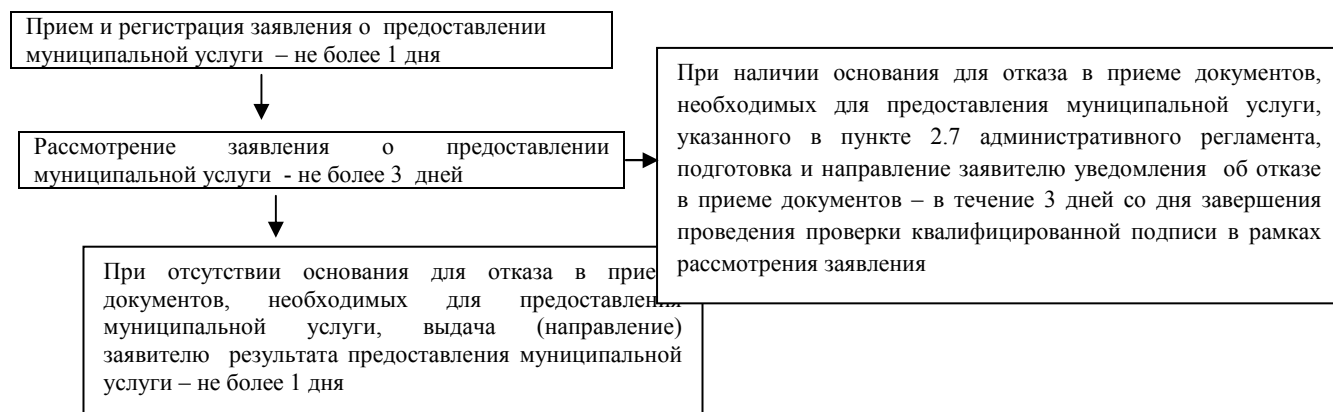 Прием и регистрация заявления о предоставлении
муниципальной услуги – не более 1 дня
Рассмотрение заявления о предоставлении
муниципальной услуги - не более 3 дней
При наличии основания для отказа в приеме документов,
необходимых для предоставления муниципальной услуги,
указанного в пункте 2.7 административного регламента,
подготовка и направление заявителю уведомления об отказе
в приеме документов – в течение 3 дней со дня завершения
проведения проверки квалифицированной подписи в рамках
рассмотрения заявления
При отсутствии основания для отказа в прием
документов, необходимых для предоставления
муниципальной услуги, выдача (направление)
заявителю результата предоставления муниципальной
услуги – не более 1 дня